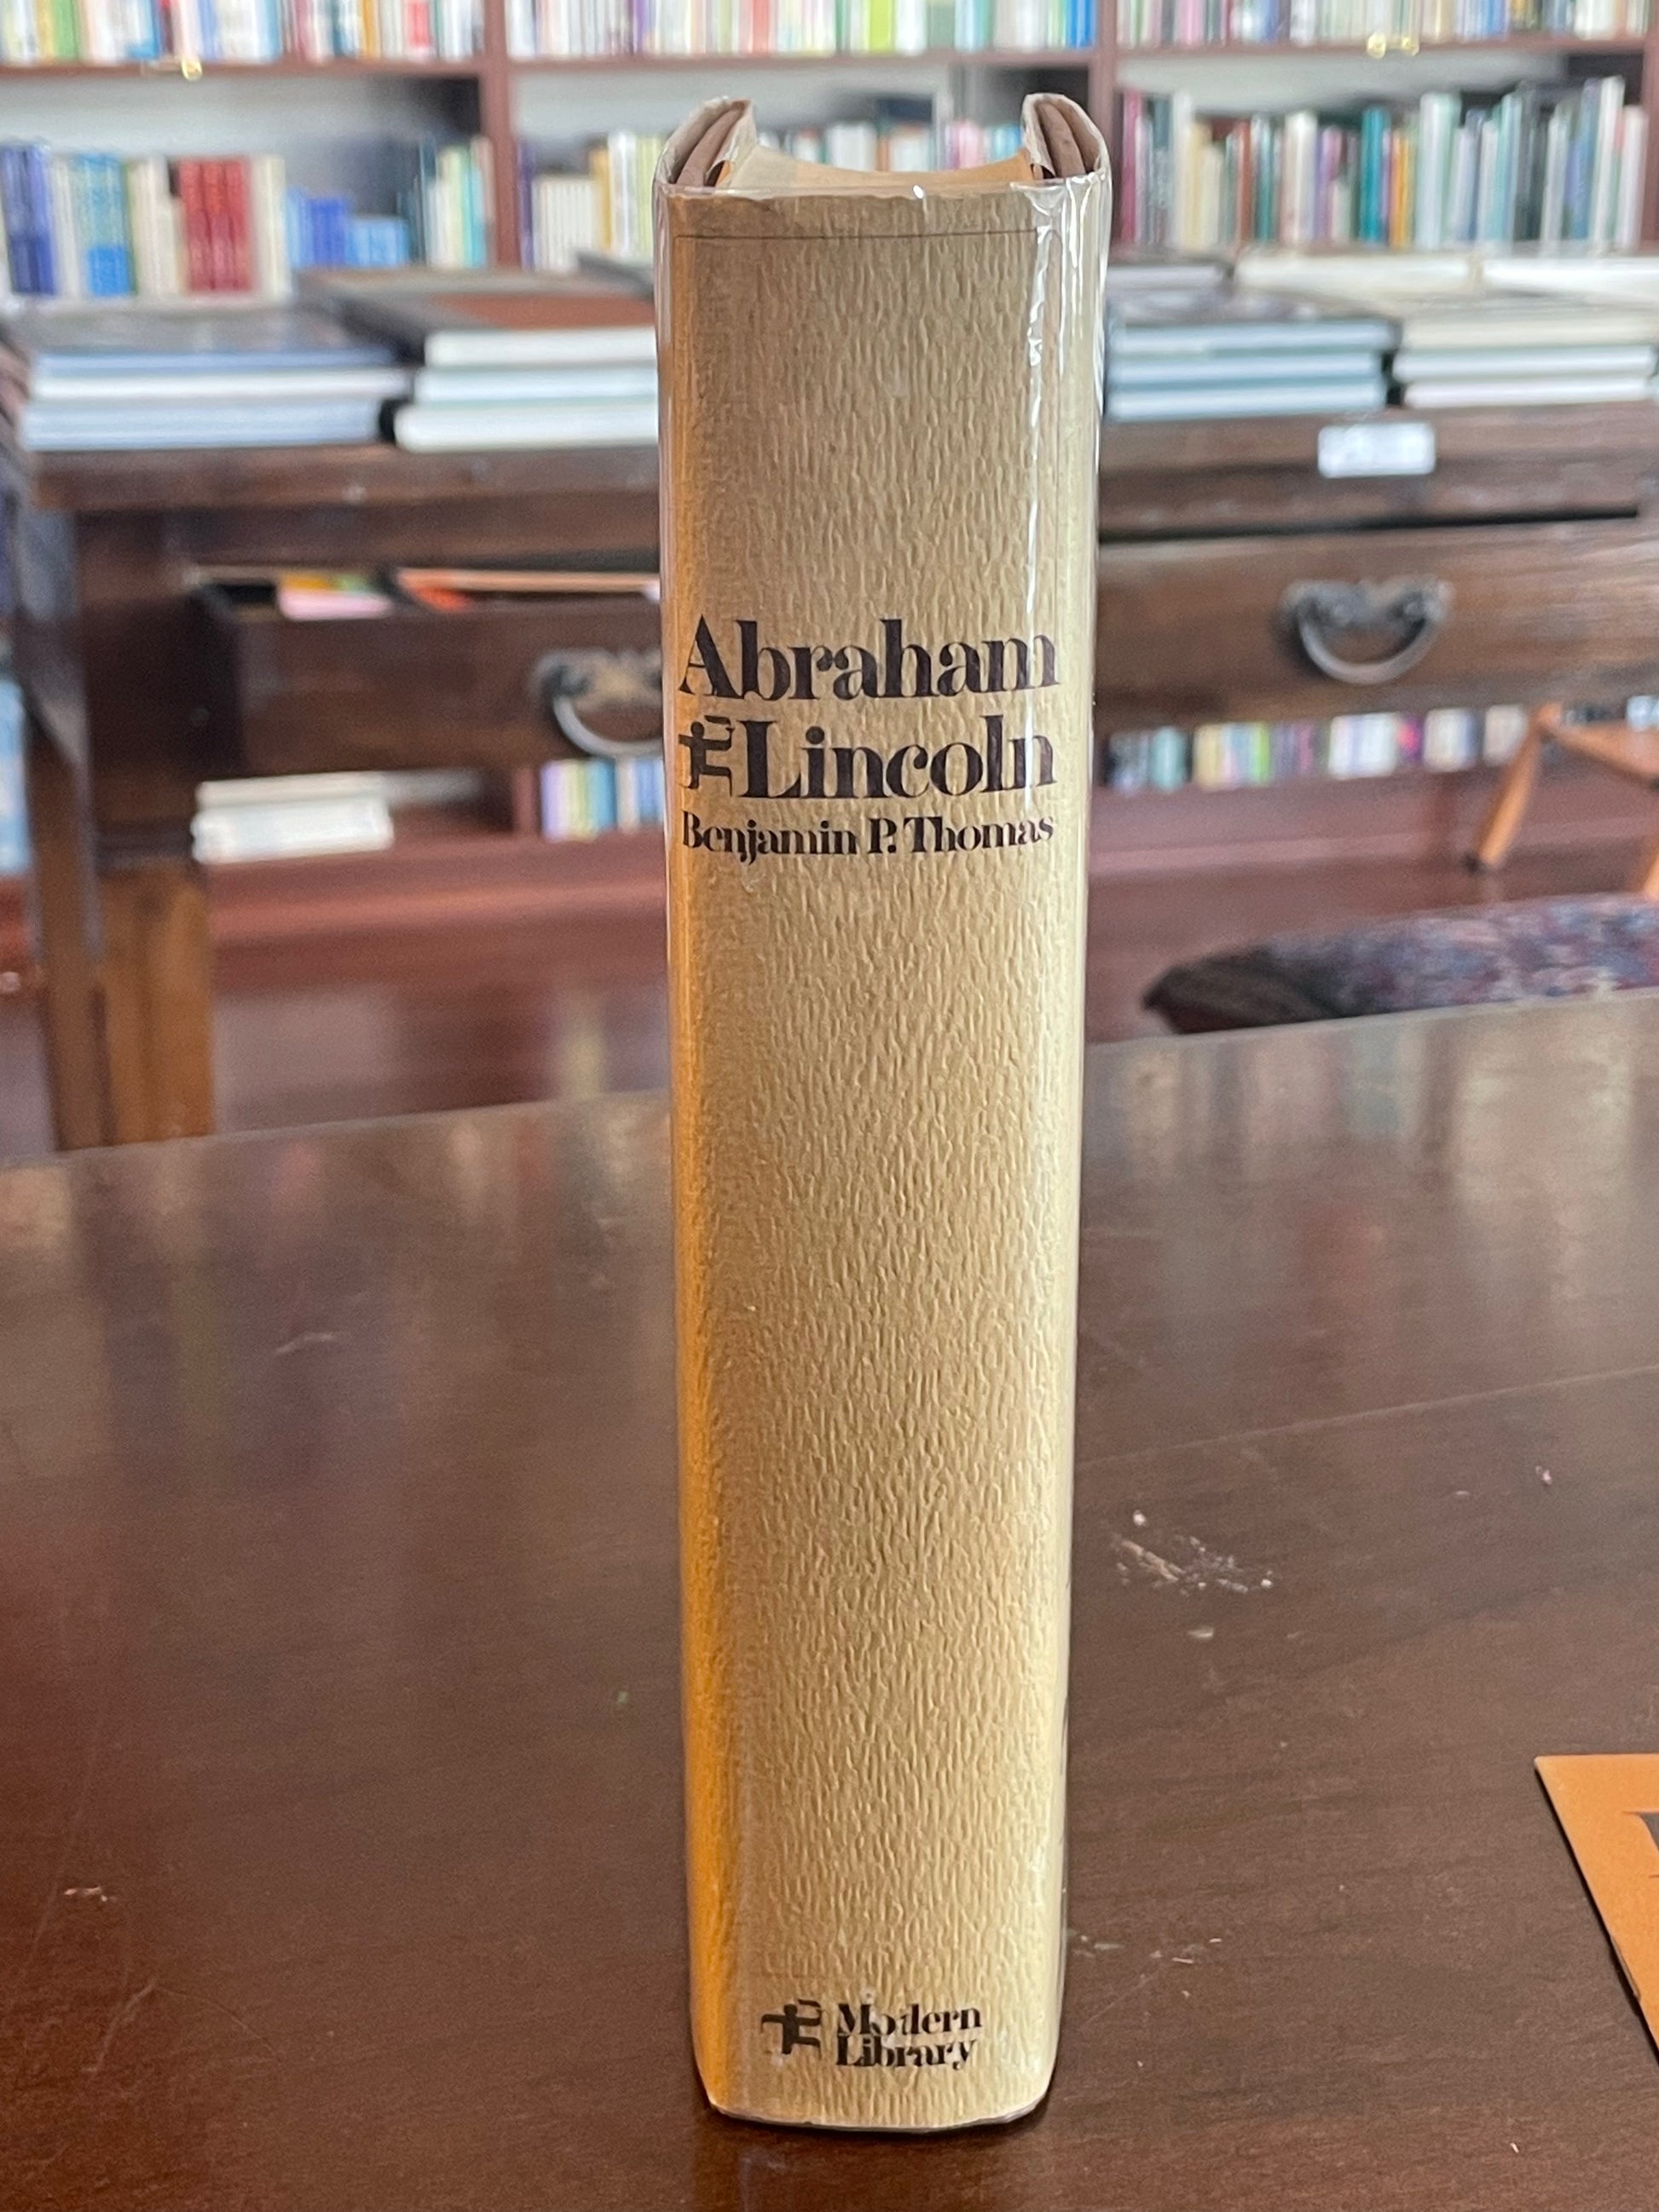 Abraham
Lincoln
Benjamin P. Thomas
Modern
Library